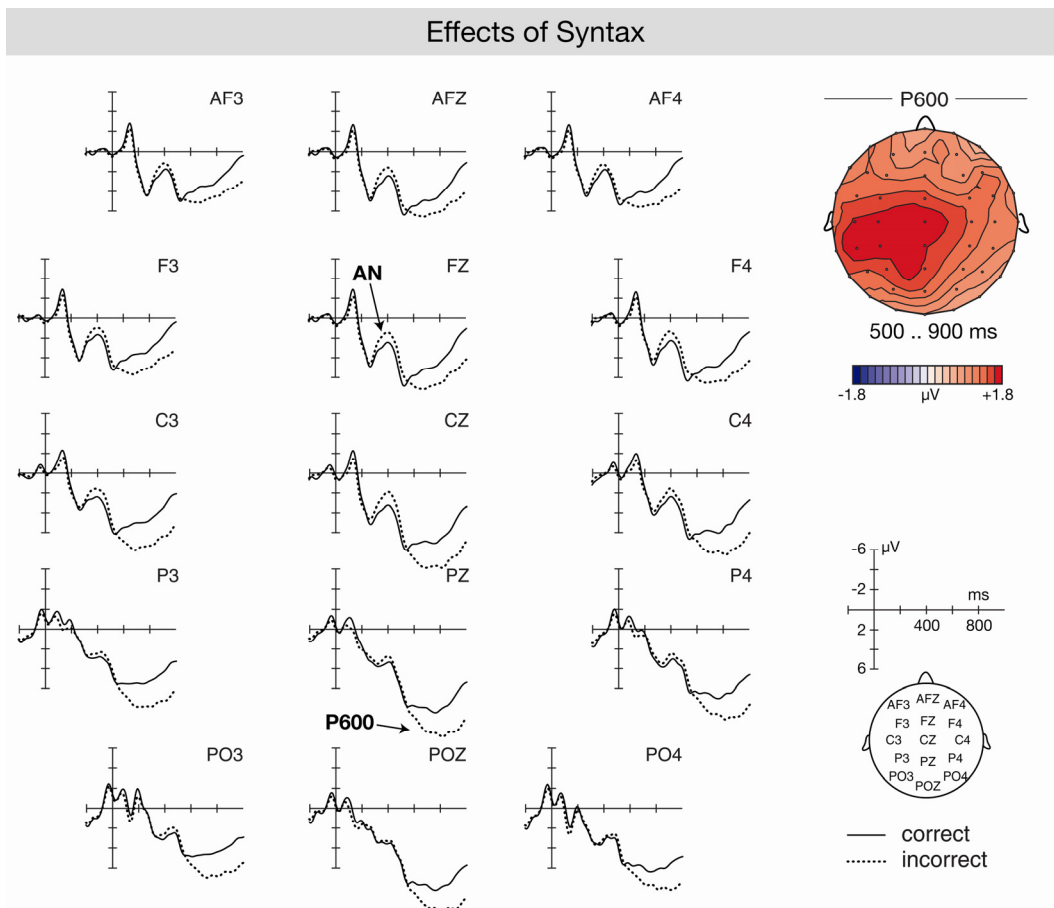 Effects of Syntax
AF3
AFZ
AF4
P600
F3
FZ
F4
AN
500 .. 900 ms
-1.8
µV
+1.8
C3
CZ
C4
P3
PZ
P4
P600
-6
µV
-2
ms
400
800
2
6
PO3
POZ
PO4
AF3 AFZ AF4
F3 FZ F4
C3 CZ C4
P3 PZ P4
PO3 POZ PO4
correct
incorrect